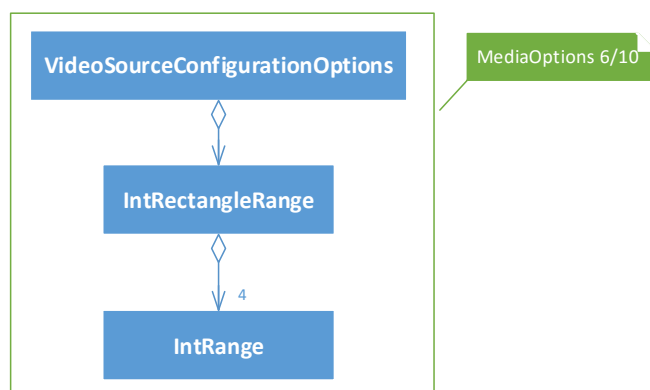 VideoSourceConfigurationOptions
MediaOptions 6/10
IntRectangleRange
4
IntRange